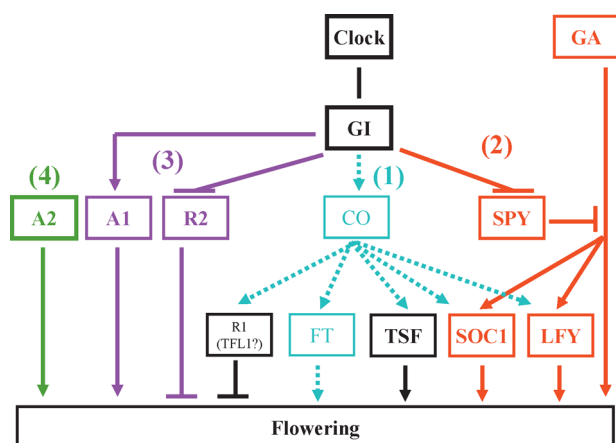 Clock
GA
GI
(3)
(2)
(4)
(1)
A2
A1
R2
CO
SPY
R1
(TFL1?)
FT
TSF
SOC1
LFY
Flowering